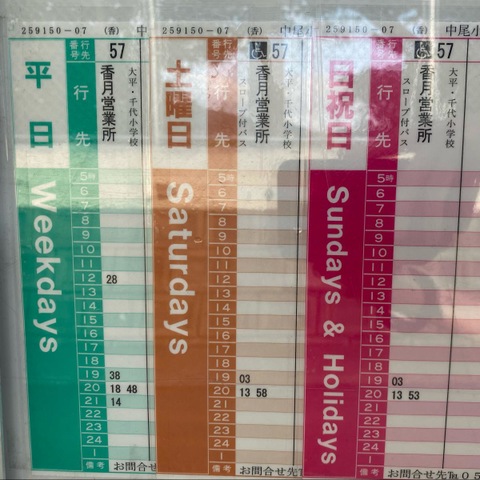 259150-07 (香) 中
行先番号 57
平日
行先
香月営業所
大平・千代小学校
Weekdays
5時
6
7
8
9
10
11
12 28
13
14
15
16
17
18
19 38
20 18 48
21 14
22
23
24
1
備考 お問合せ先
259150-07 (香) 中尾小
行先番号 57
土曜日
行先
香月営業所
大平・千代小学校
スロープ付バス
Saturdays
5時
6
7
8
9
10
11
12
13
14
15
16
17
18
19 03
20 13 58
21
22
23
24
1
備考 お問合せ先
259150-07 (香) 中尾小
行先番号 57
日祝日
行先
香月営業所
大平・千代小学校
スロープ付バス
Sundays & Holidays
5時
6
7
8
9
10
11
12
13
14
15
16
17
18
19 03
20 13 53
21
22
23
24
1
備考 お問合せ先 ℡ 0 5